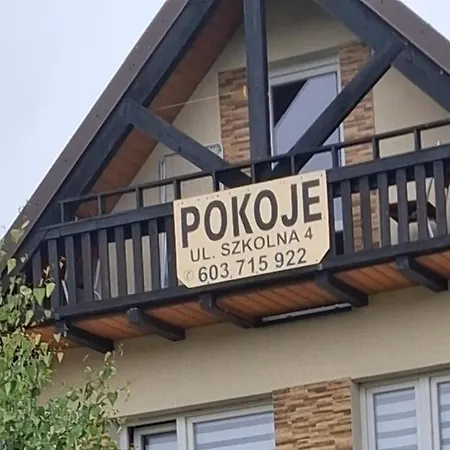 POKOJE
UL. SZKOLNA 4
✆ 603 715 922